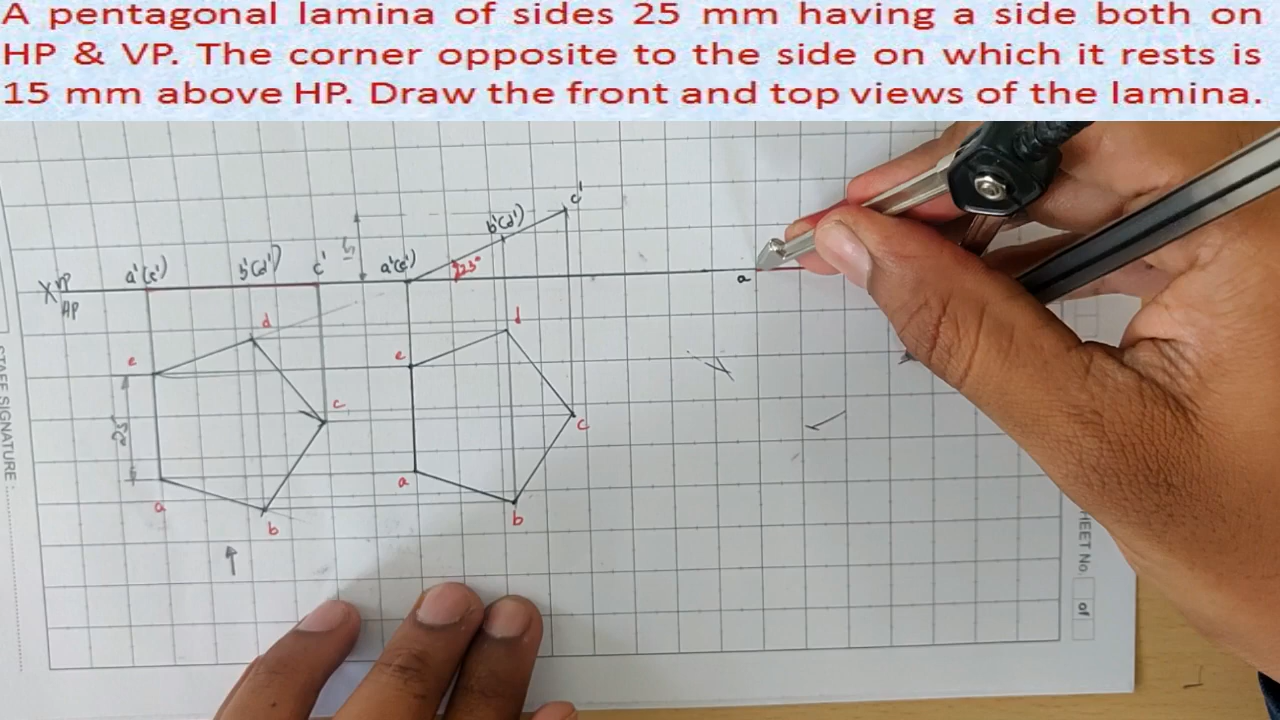 A pentagonal lamina of sides 25 mm having a side both on
HP & VP. The corner opposite to the side on which it rests is
15 mm above HP. Draw the front and top views of the lamina.
c'
b'(d')
15
a'(e') b'(d') c' a'(e') 23°
X VP
HP
a
d d
e e
c c
25
a a
b b
STAFF SIGNATURE :
SHEET No. of